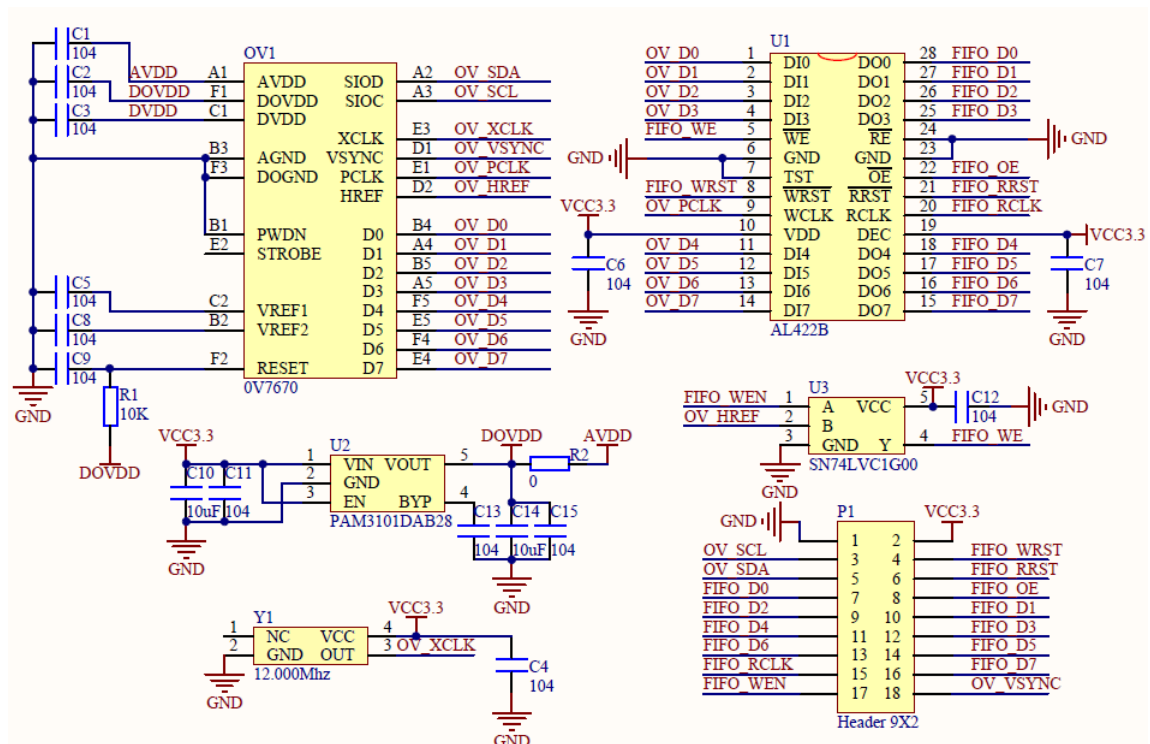 C1
104
C2
104
C3
104
AVDD A1
DOVDD F1
DVDD C1
B3
F3
B1
E2
C5
104
C8
104
C9
104
C2
B2
F2
R1
10K
GND
DOVDD
OV1
AVDD SIOD
DOVDD SIOC
DVDD
XCLK
AGND VSYNC
DOGND PCLK
HREF
PWDN D0
STROBE D1
D2
D3
VREF1 D4
VREF2 D5
D6
RESET D7
0V7670
A2 OV_SDA
A3 OV_SCL
E3 OV_XCLK
D1 OV_VSYNC
E1 OV_PCLK
D2 OV_HREF
B4 OV_D0
A4 OV_D1
B5 OV_D2
A5 OV_D3
F5 OV_D4
E5 OV_D5
F4 OV_D6
E4 OV_D7
U1
OV_D0 1 DI0 DO0 28 FIFO_D0
OV_D1 2 DI1 DO1 27 FIFO_D1
OV_D2 3 DI2 DO2 26 FIFO_D2
OV_D3 4 DI3 DO3 25 FIFO_D3
FIFO_WE 5 WE RE 24
GND 6 GND GND 23 GND
7 TST OE 22 FIFO_OE
FIFO_WRST 8 WRST RRST 21 FIFO_RRST
OV_PCLK 9 WCLK RCLK 20 FIFO_RCLK
VCC3.3 10 VDD DEC 19 VCC3.3
OV_D4 11 DI4 DO4 18 FIFO_D4
OV_D5 12 DI5 DO5 17 FIFO_D5
OV_D6 13 DI6 DO6 16 FIFO_D6
OV_D7 14 DI7 DO7 15 FIFO_D7
AL422B
C6
104
GND
C7
104
GND
VCC3.3
C10
10uF
C11
104
GND
U2
1 VIN VOUT 5
2 GND
3 EN BYP 4
PAM3101DAB28
DOVDD
AVDD
R2
0
C13
104
C14
10uF
C15
104
GND
U3
FIFO_WEN 1 A VCC 5
OV_HREF 2 B
3 GND Y 4 FIFO_WE
SN74LVC1G00
GND
VCC3.3
C12
104
GND
Y1
1 NC VCC 4
2 GND OUT 3 OV_XCLK
12.000Mhz
GND
VCC3.3
C4
104
GND
P1
GND 1 2 VCC3.3
OV_SCL 3 4 FIFO_WRST
OV_SDA 5 6 FIFO_RRST
FIFO_D0 7 8 FIFO_OE
FIFO_D2 9 10 FIFO_D1
FIFO_D4 11 12 FIFO_D3
FIFO_D6 13 14 FIFO_D5
FIFO_RCLK 15 16 FIFO_D7
FIFO_WEN 17 18 OV_VSYNC
Header 9X2